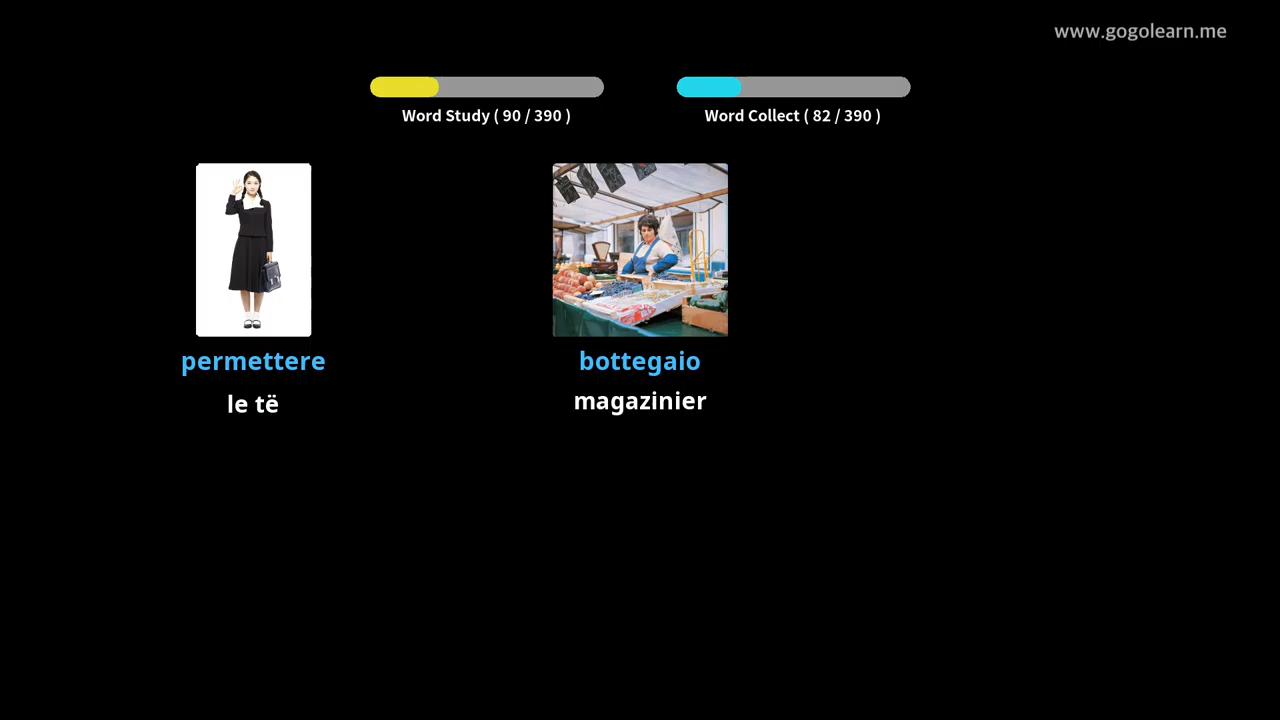 www.gogolearn.me
Word Study ( 90 / 390 )
Word Collect ( 82 / 390 )
permettere
bottegaio
le të
magazinier